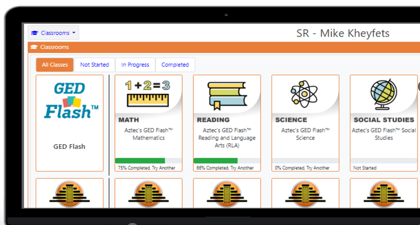 Classrooms
SR - Mike Kheyfets
Classrooms
All Classes
Not Started
In Progress
Completed
GED
Flash™
GED Flash
1+2=3
MATH
Aztec's GED Flash™
Mathematics
75% Completed, Try Another
READING
Aztec's GED Flash™
Reading and Language
Arts (RLA)
66% Completed, Try Another
SCIENCE
Aztec's GED Flash™
Science
0% Completed, Try Another
SOCIAL STUDIES
Aztec's GED Flash™ Social
Studies
Not Started